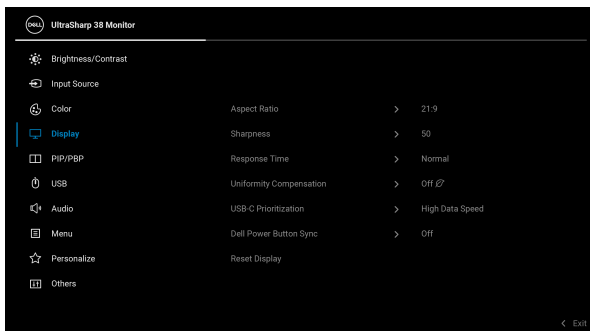 DELL UltraSharp 38 Monitor
Brightness/Contrast
Input Source
Color Aspect Ratio > 21:9
Display Sharpness > 50
PIP/PBP Response Time > Normal
USB Uniformity Compensation > Off
Audio USB-C Prioritization > High Data Speed
Menu Dell Power Button Sync > Off
Personalize Reset Display
Others
< Exit